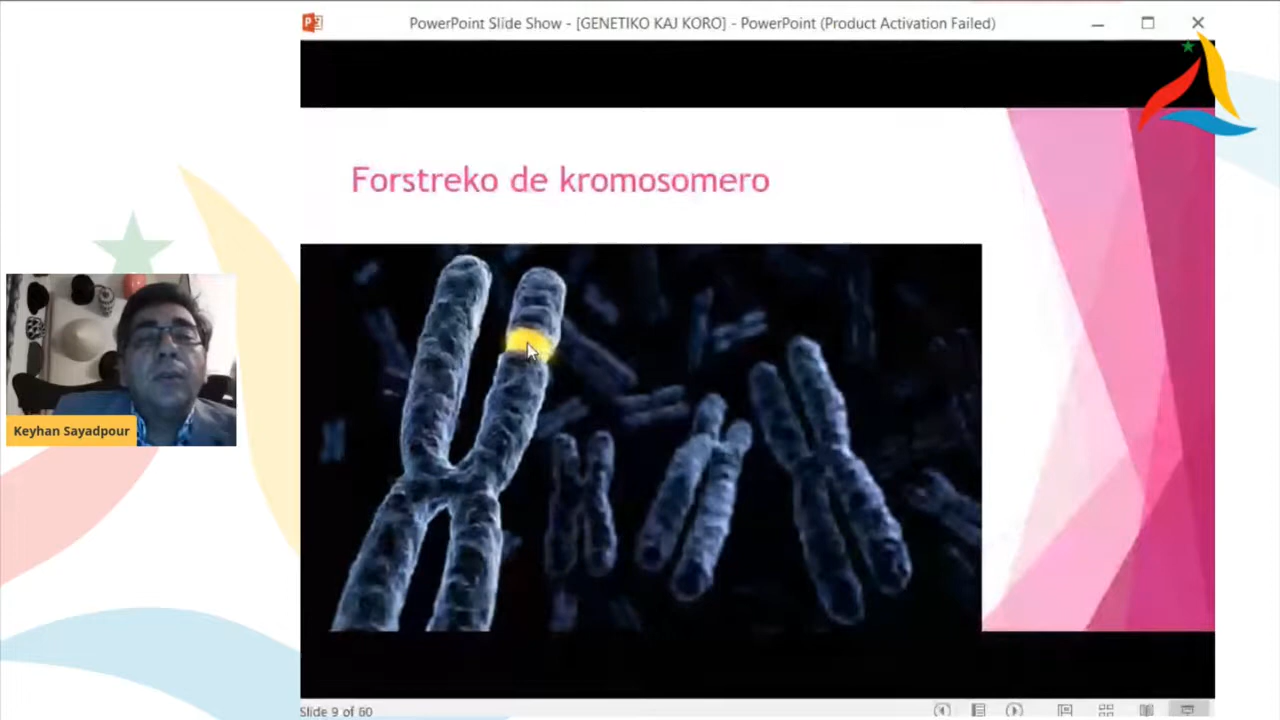 PowerPoint Slide Show - [GENETIKO KAJ KORO] - PowerPoint (Product Activation Failed)
Forstreko de kromosomero
Keyhan Sayadpour
Slide 9 of 60